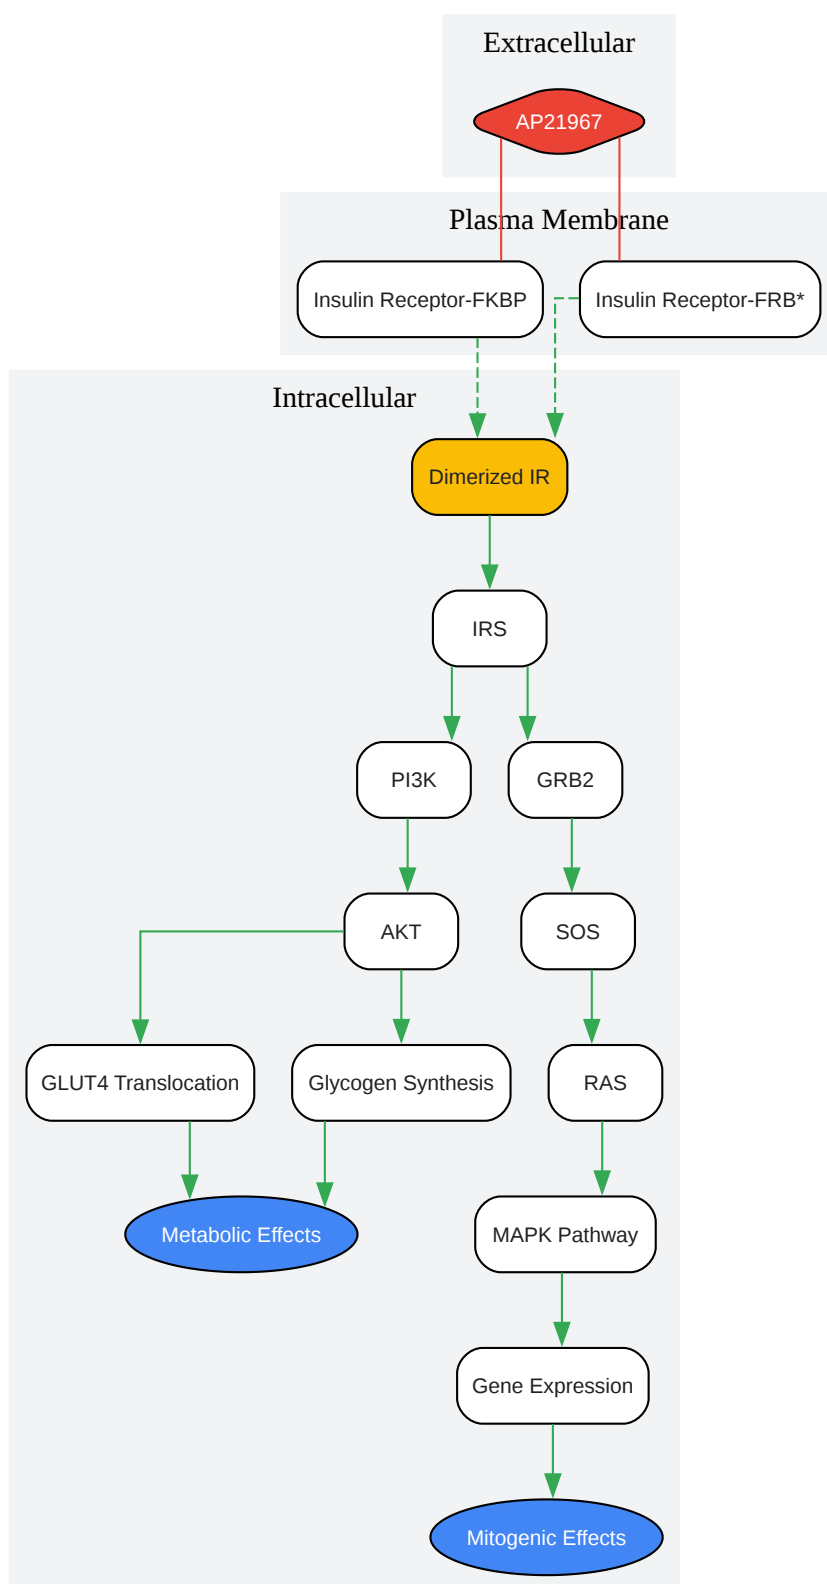 Extracellular
AP21967
Plasma Membrane
Insulin Receptor-FKBP
Insulin Receptor-FRB*
Intracellular
Dimerized IR
IRS
PI3K
GRB2
AKT
SOS
GLUT4 Translocation
Glycogen Synthesis
RAS
Metabolic Effects
MAPK Pathway
Gene Expression
Mitogenic Effects